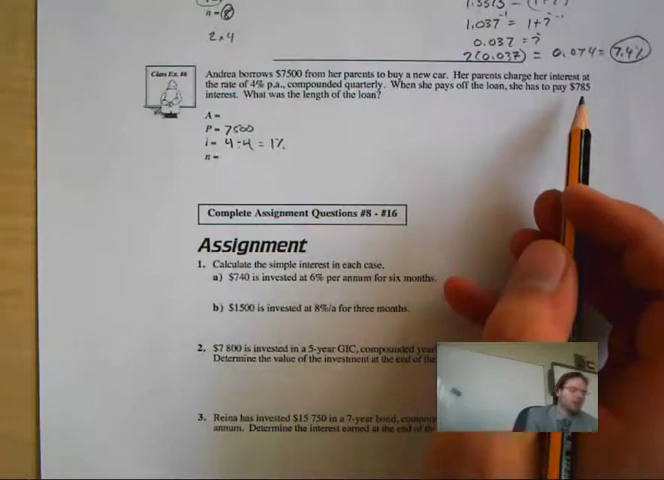 n = 8
2 x 4
1.037 = 1 + i
0.037 = i
2(0.037) = 0.074 = 7.4%
Class Ex. #6
Andrea borrows $7500 from her parents to buy a new car. Her parents charge her interest at
the rate of 4% p.a., compounded quarterly. When she pays off the loan, she has to pay $785
interest. What was the length of the loan?
A =
P = 7500
i = 4 ÷ 4 = 1%
n =
Complete Assignment Questions #8 - #16
Assignment
1. Calculate the simple interest in each case.
a) $740 is invested at 6% per annum for six months.
b) $1500 is invested at 8%/a for three months.
2. $7 800 is invested in a 5-year GIC, compounded
Determine the value of the investment at the end of the
3. Reina has invested $15 750 in a 7-year bond,
annum. Determine the interest earned at the end of